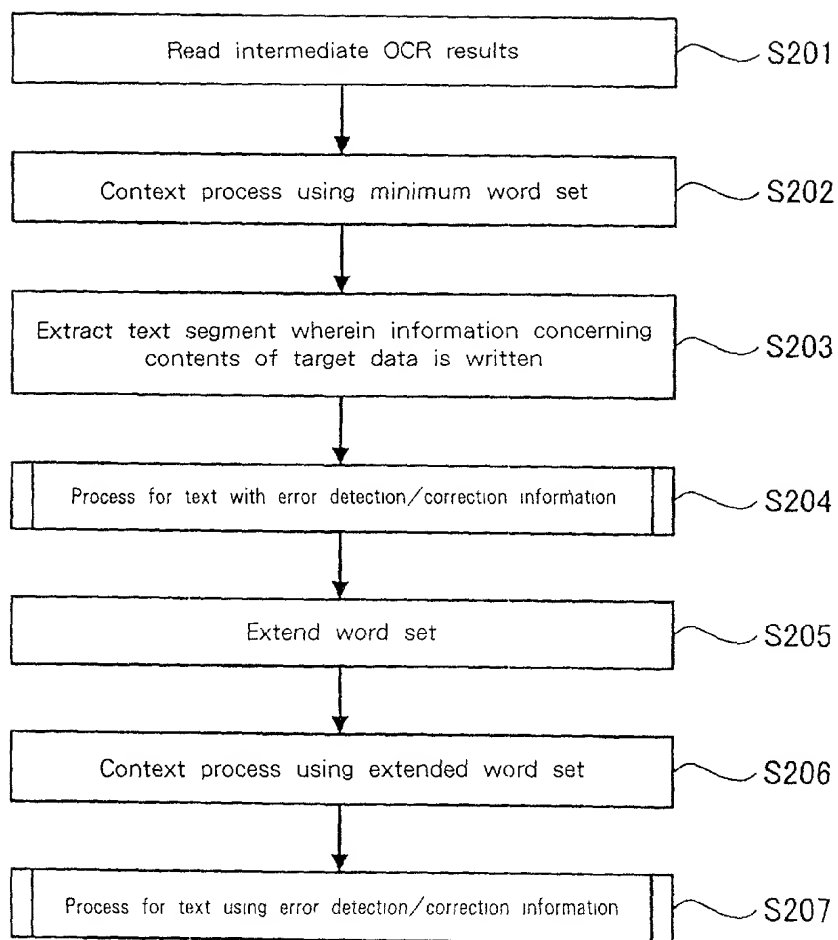 Read intermediate OCR results
S201
Context process using minimum word set
S202
Extract text segment wherein information concerning
contents of target data is written
S203
Process for text with error detection/correction information
S204
Extend word set
S205
Context process using extended word set
S206
Process for text using error detection/correction information
S207